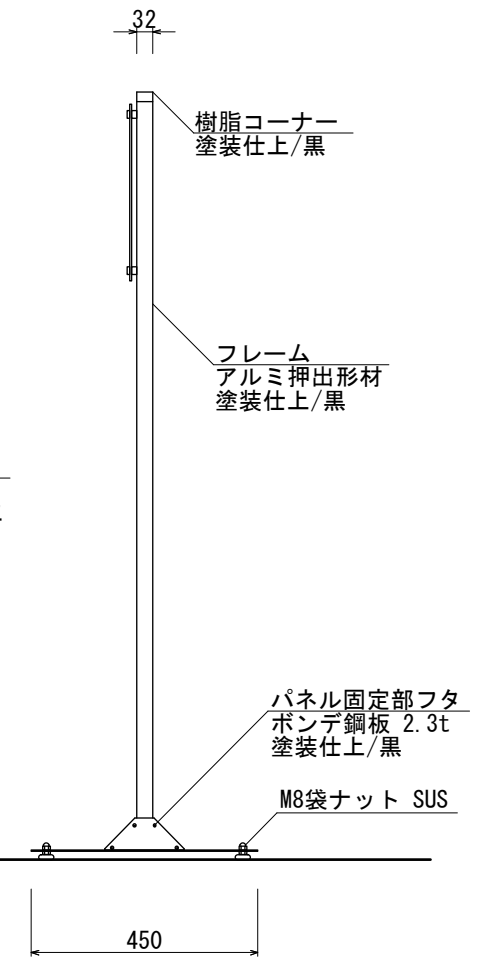 32
樹脂コーナー
塗装仕上/黒
フレーム
アルミ押出形材
塗装仕上/黒
パネル固定部フタ
ボンデ鋼板 2.3t
塗装仕上/黒
M8袋ナット SUS
450